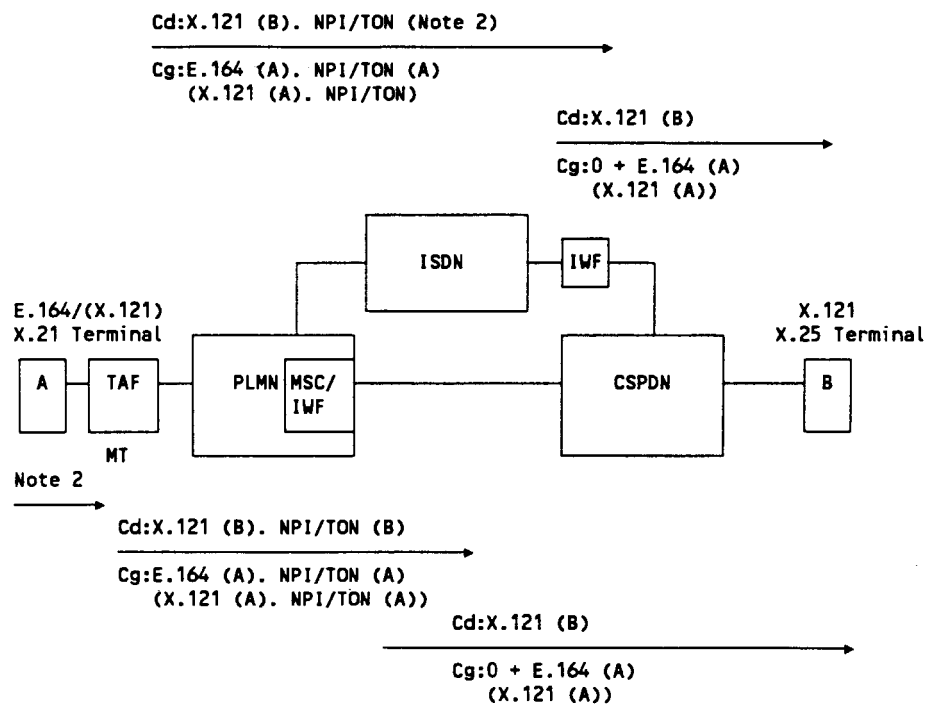 Cd:X.121 (B). NPI/TON (Note 2)
Cg:E.164 (A). NPI/TON (A)
(X.121 (A). NPI/TON)
Cd:X.121 (B)
Cg:0 + E.164 (A)
(X.121 (A))
ISDN
IWF
E.164/(X.121)
X.21 Terminal
X.121
X.25 Terminal
A
TAF
PLMN
MSC/
IWF
CSPDN
B
MT
Note 2
Cd:X.121 (B). NPI/TON (B)
Cg:E.164 (A). NPI/TON (A)
(X.121 (A). NPI/TON (A))
Cd:X.121 (B)
Cg:0 + E.164 (A)
(X.121 (A))